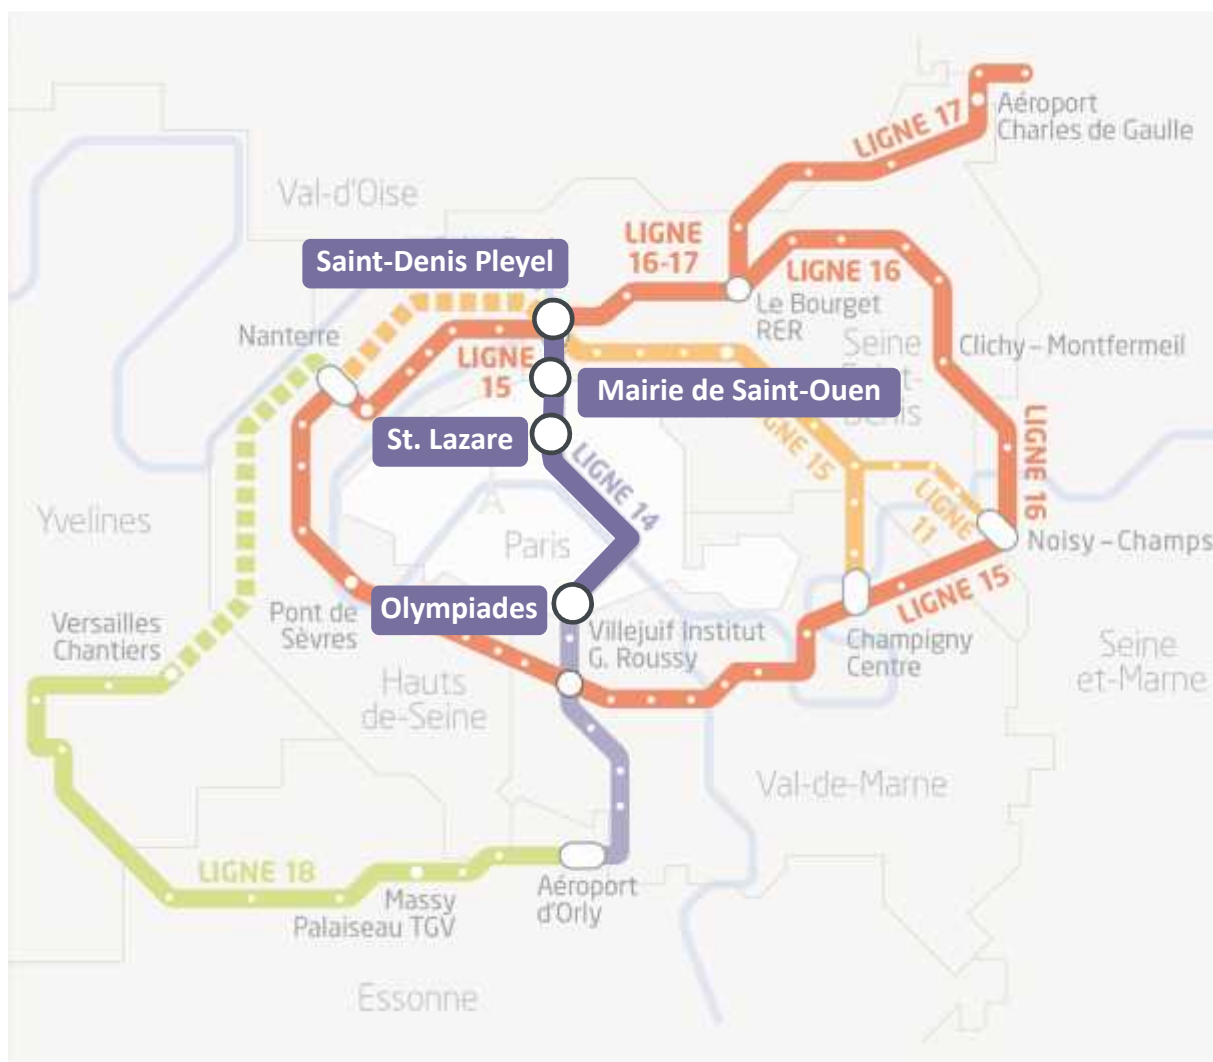 Aéroport
Charles de Gaulle
LIGNE 17
Val-d'Oise
LIGNE
16-17
Saint-Denis Pleyel
LIGNE 16
Le Bourget
RER
Nanterre
Seine
Clichy – Montfermeil
LIGNE
15
Mairie de Saint-Ouen
St. Lazare
LIGNE 15
LIGNE 16
LIGNE 14
LIGNE
11
Yvelines
Paris
Noisy – Champs
Olympiades
LIGNE 15
Pont de
Sèvres
Versailles
Chantiers
Villejuif Institut
G. Roussy
Champigny
Centre
Seine
et-Marne
Hauts
de-Seine
Val-de-Marne
LIGNE 18
Massy
Palaiseau TGV
Aéroport
d'Orly
Essonne